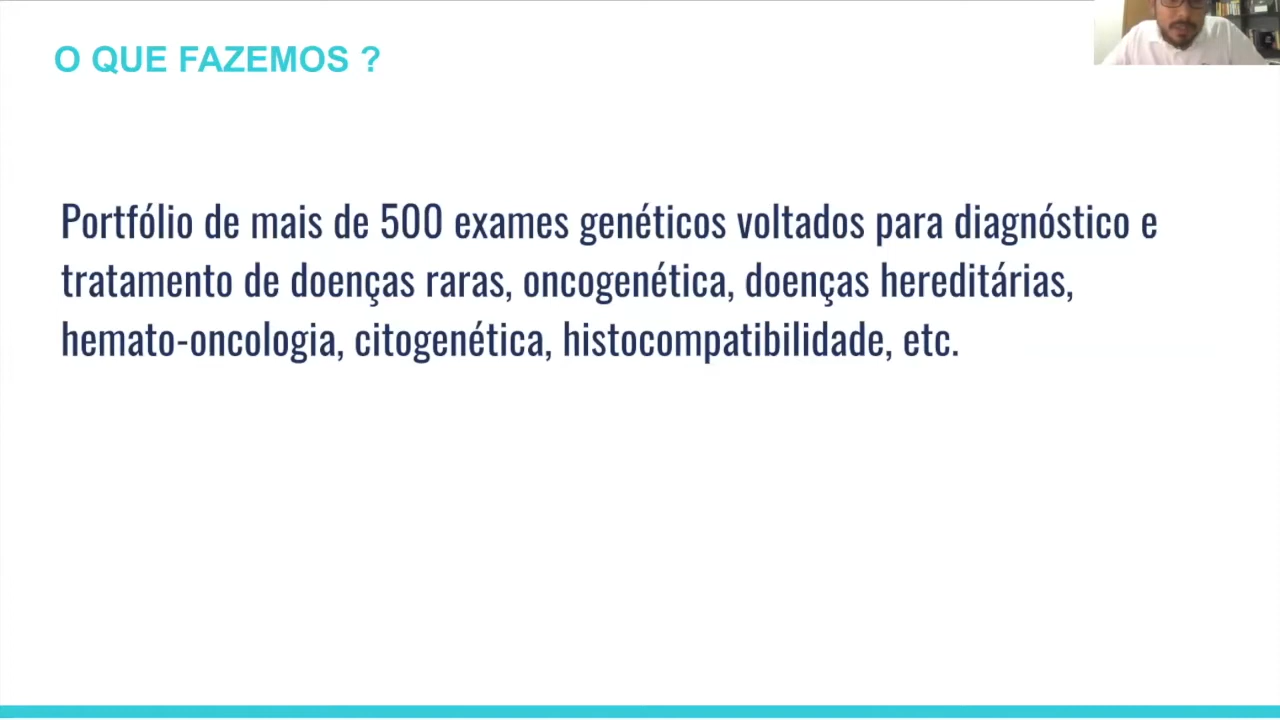 O QUE FAZEMOS ?
Portfólio de mais de 500 exames genéticos voltados para diagnóstico e
tratamento de doenças raras, oncogenética, doenças hereditárias,
hemato-oncologia, citogenética, histocompatibilidade, etc.